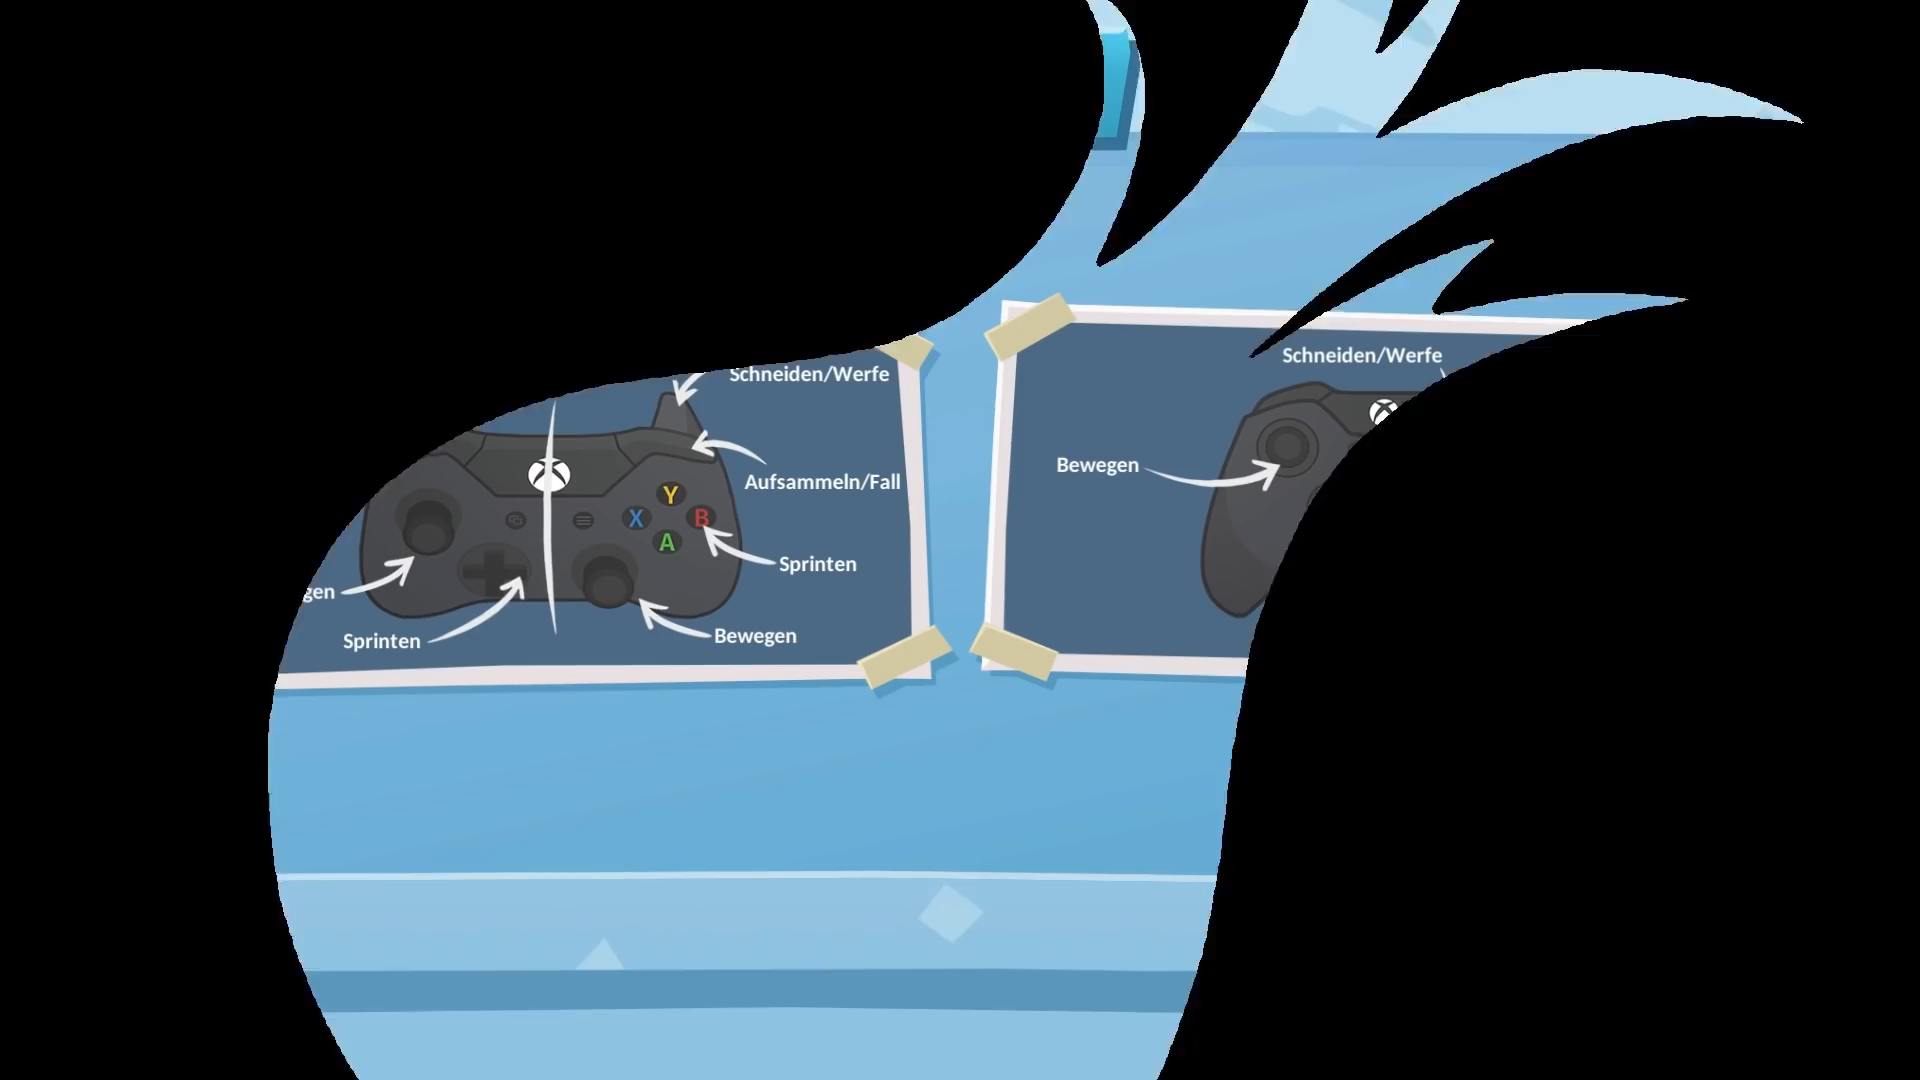 Schneiden/Werfe
Aufsammeln/Fall
Y
X
B
A
Sprinten
gen
Sprinten
Bewegen
Schneiden/Werfe
Bewegen